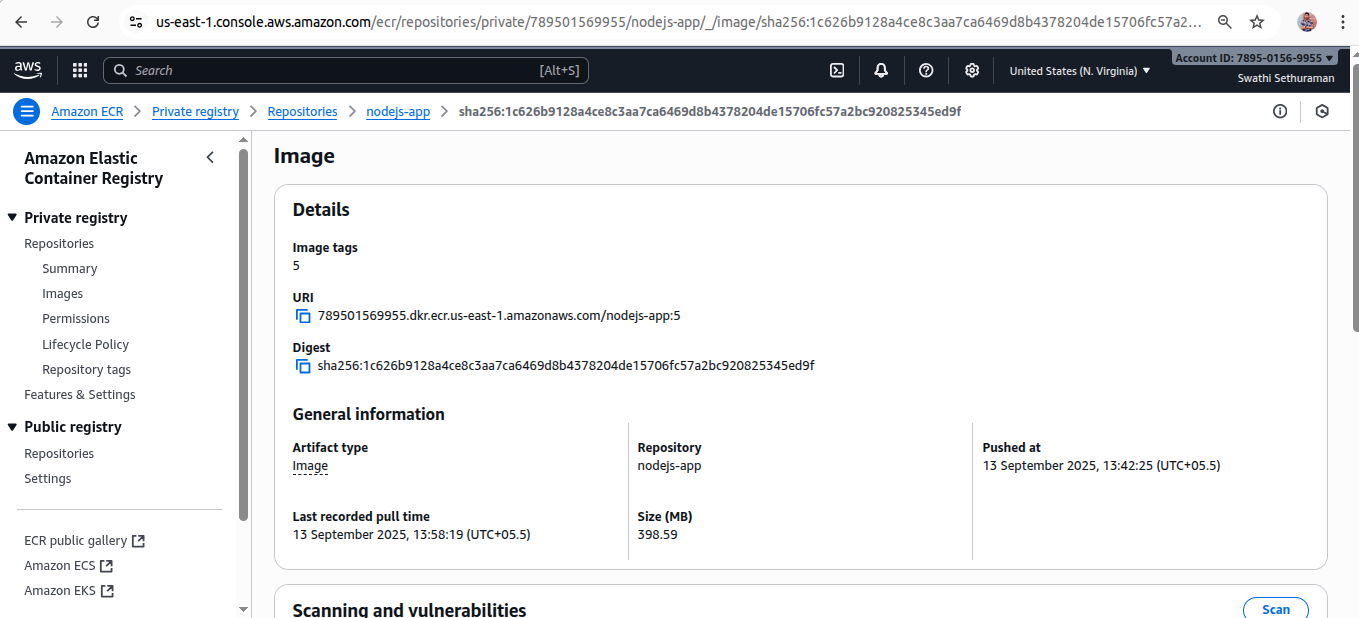 us-east-1.console.aws.amazon.com/ecr/repositories/private/789501569955/nodejs-app/_/image/sha256:1c626b9128a4ce8c3aa7ca6469d8b4378204de15706fc57a2...
aws
Search
[Alt+S]
United States (N. Virginia)
Account ID: 7895-0156-9955
Swathi Sethuraman
Amazon ECR
Private registry
Repositories
nodejs-app
sha256:1c626b9128a4ce8c3aa7ca6469d8b4378204de15706fc57a2bc920825345ed9f
Amazon Elastic
Container Registry
Private registry
Repositories
Summary
Images
Permissions
Lifecycle Policy
Repository tags
Features & Settings
Public registry
Repositories
Settings
ECR public gallery
Amazon ECS
Amazon EKS
Image
Details
Image tags
5
URI
789501569955.dkr.ecr.us-east-1.amazonaws.com/nodejs-app:5
Digest
sha256:1c626b9128a4ce8c3aa7ca6469d8b4378204de15706fc57a2bc920825345ed9f
General information
Artifact type
Image
Repository
nodejs-app
Pushed at
13 September 2025, 13:42:25 (UTC+05.5)
Last recorded pull time
13 September 2025, 13:58:19 (UTC+05.5)
Size (MB)
398.59
Scanning and vulnerabilities
Scan